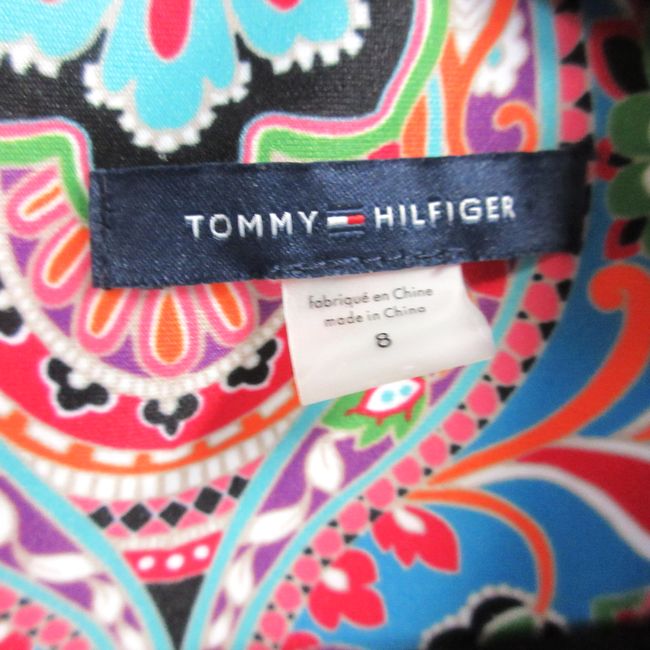 TOMMY HILFIGER
fabriqué en Chine
made in China
8